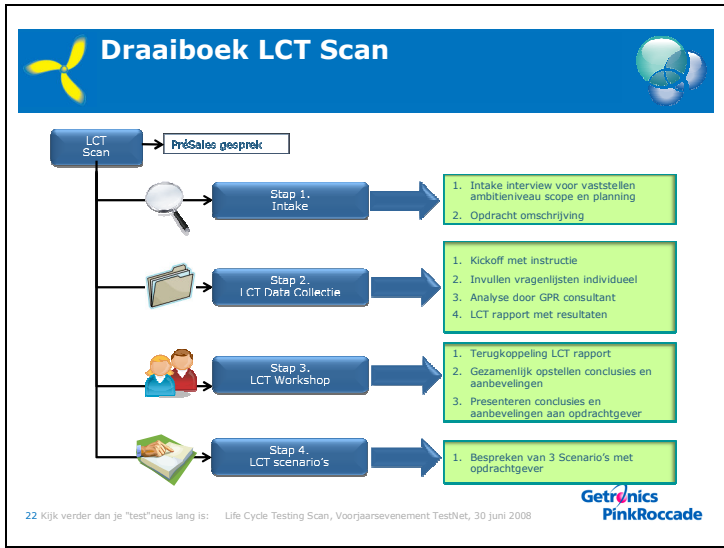 Draaiboek LCT Scan
LCT
Scan
PréSales gesprek
Stap 1.
Intake
1. Intake interview voor vaststellen
ambitieniveau scope en planning
2. Opdracht omschrijving
Stap 2.
LCT Data Collectie
1. Kickoff met instructie
2. Invullen vragenlijsten individueel
3. Analyse door GPR consultant
4. LCT rapport met resultaten
Stap 3.
LCT Workshop
1. Terugkoppeling LCT rapport
2. Gezamenlijk opstellen conclusies en
aanbevelingen
3. Presenteren conclusies en
aanbevelingen aan opdrachtgever
Stap 4.
LCT scenario's
1. Bespreken van 3 Scenario's met
opdrachtgever
Getronics
PinkRoccade
22 Kijk verder dan je "test"neus lang is: Life Cycle Testing Scan, Voorjaarsevenement TestNet, 30 juni 2008